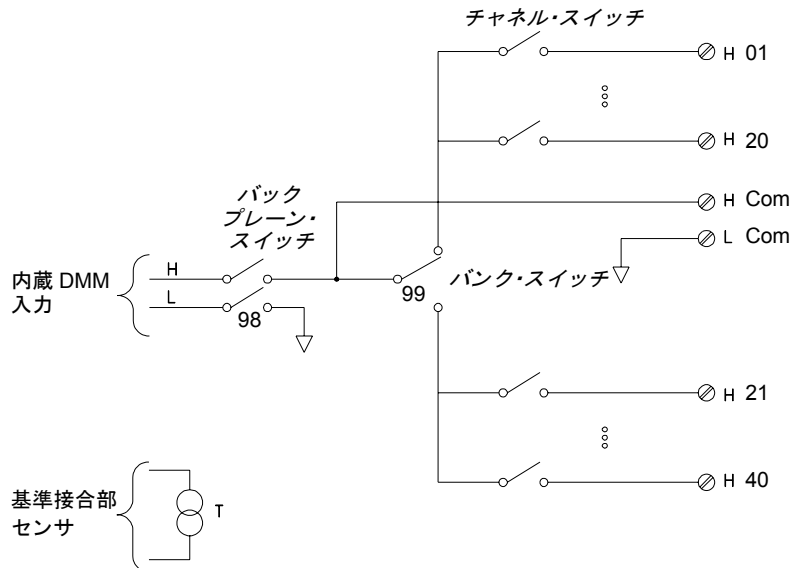 チャネル・スイッチ
H 01
H 20
バック
プレーン・
スイッチ
H Com
L Com
内蔵 DMM
入力
H
L
98
99
バンク・スイッチ
H 21
H 40
基準接合部
センサ
T